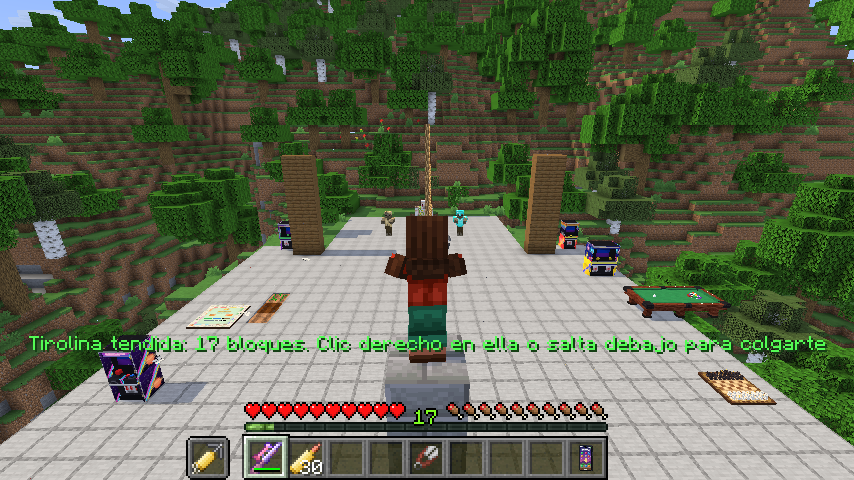 Tirolina tendida: 17 bloques. Clic derecho en ella o salta debajo para colgarte
17
30